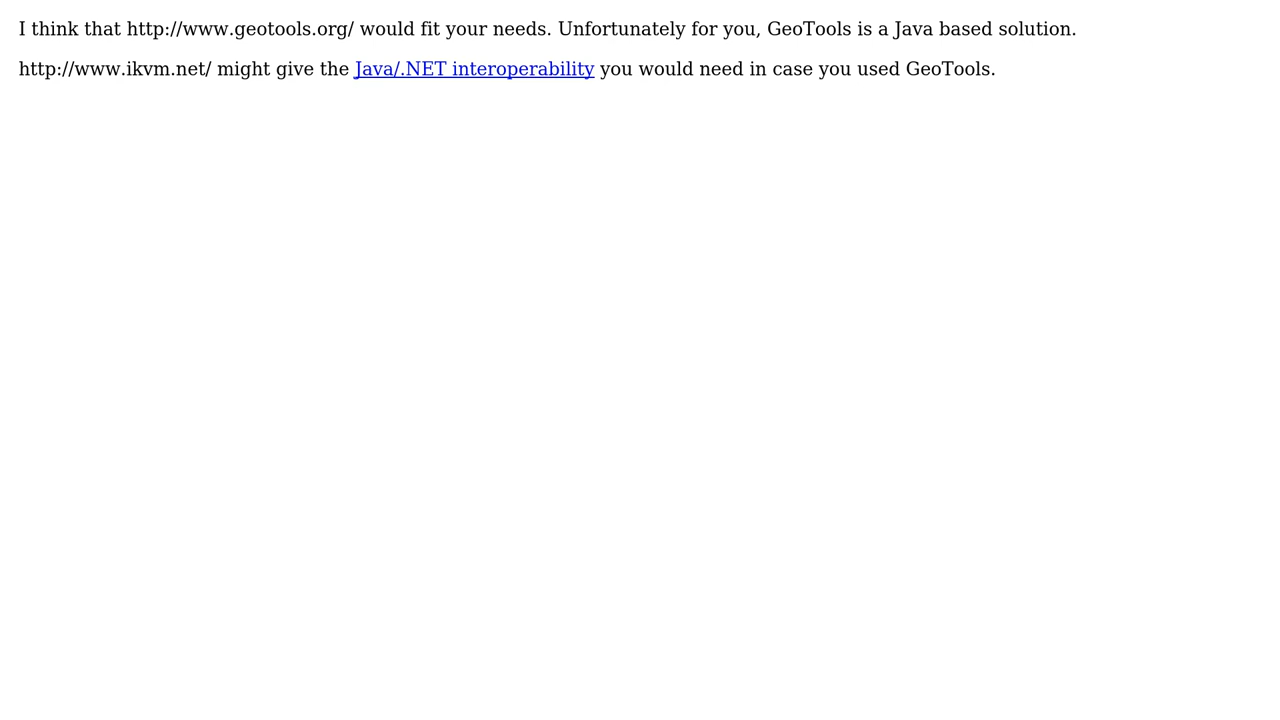 I think that http://www.geotools.org/ would fit your needs. Unfortunately for you, GeoTools is a Java based solution.
http://www.ikvm.net/ might give the Java/.NET interoperability you would need in case you used GeoTools.